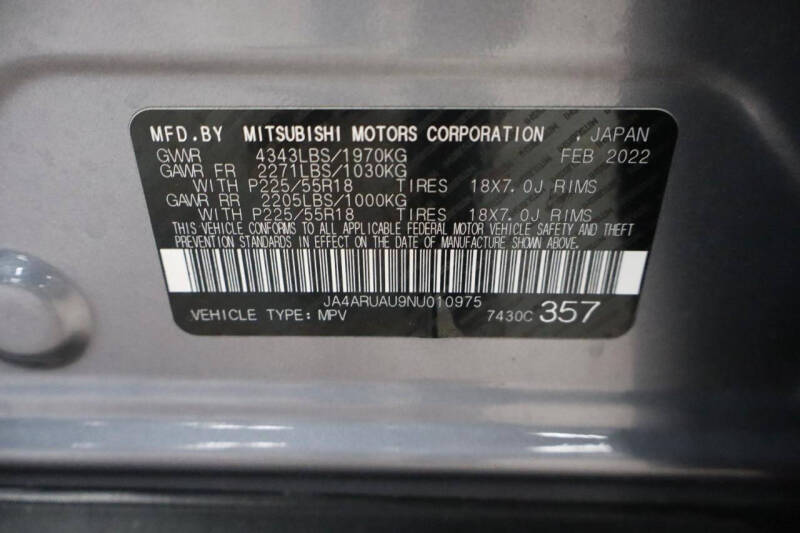 MFD.BY MITSUBISHI MOTORS CORPORATION , JAPAN
GVWR 4343LBS/1970KG FEB 2022
GAWR FR 2271LBS/1030KG
WITH P225/55R18 TIRES 18X7.0J RIMS
GAWR RR 2205LBS/1000KG
WITH P225/55R18 TIRES 18X7.0J RIMS
THIS VEHICLE CONFORMS TO ALL APPLICABLE FEDERAL MOTOR VEHICLE SAFETY AND THEFT
PREVENTION STANDARDS IN EFFECT ON THE DATE OF MANUFACTURE SHOWN ABOVE.
JA4ARUAU9NU010975
VEHICLE TYPE:MPV 7430C 357